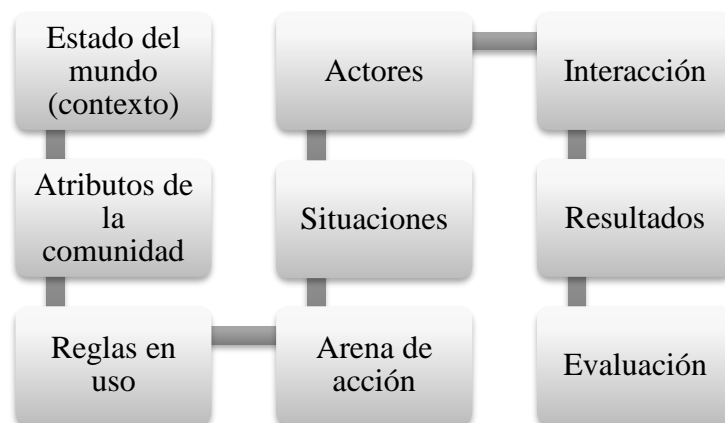 Estado del
mundo
(contexto)
Atributos de
la
comunidad
Reglas en
uso
Arena de
acción
Situaciones
Actores
Interacción
Resultados
Evaluación